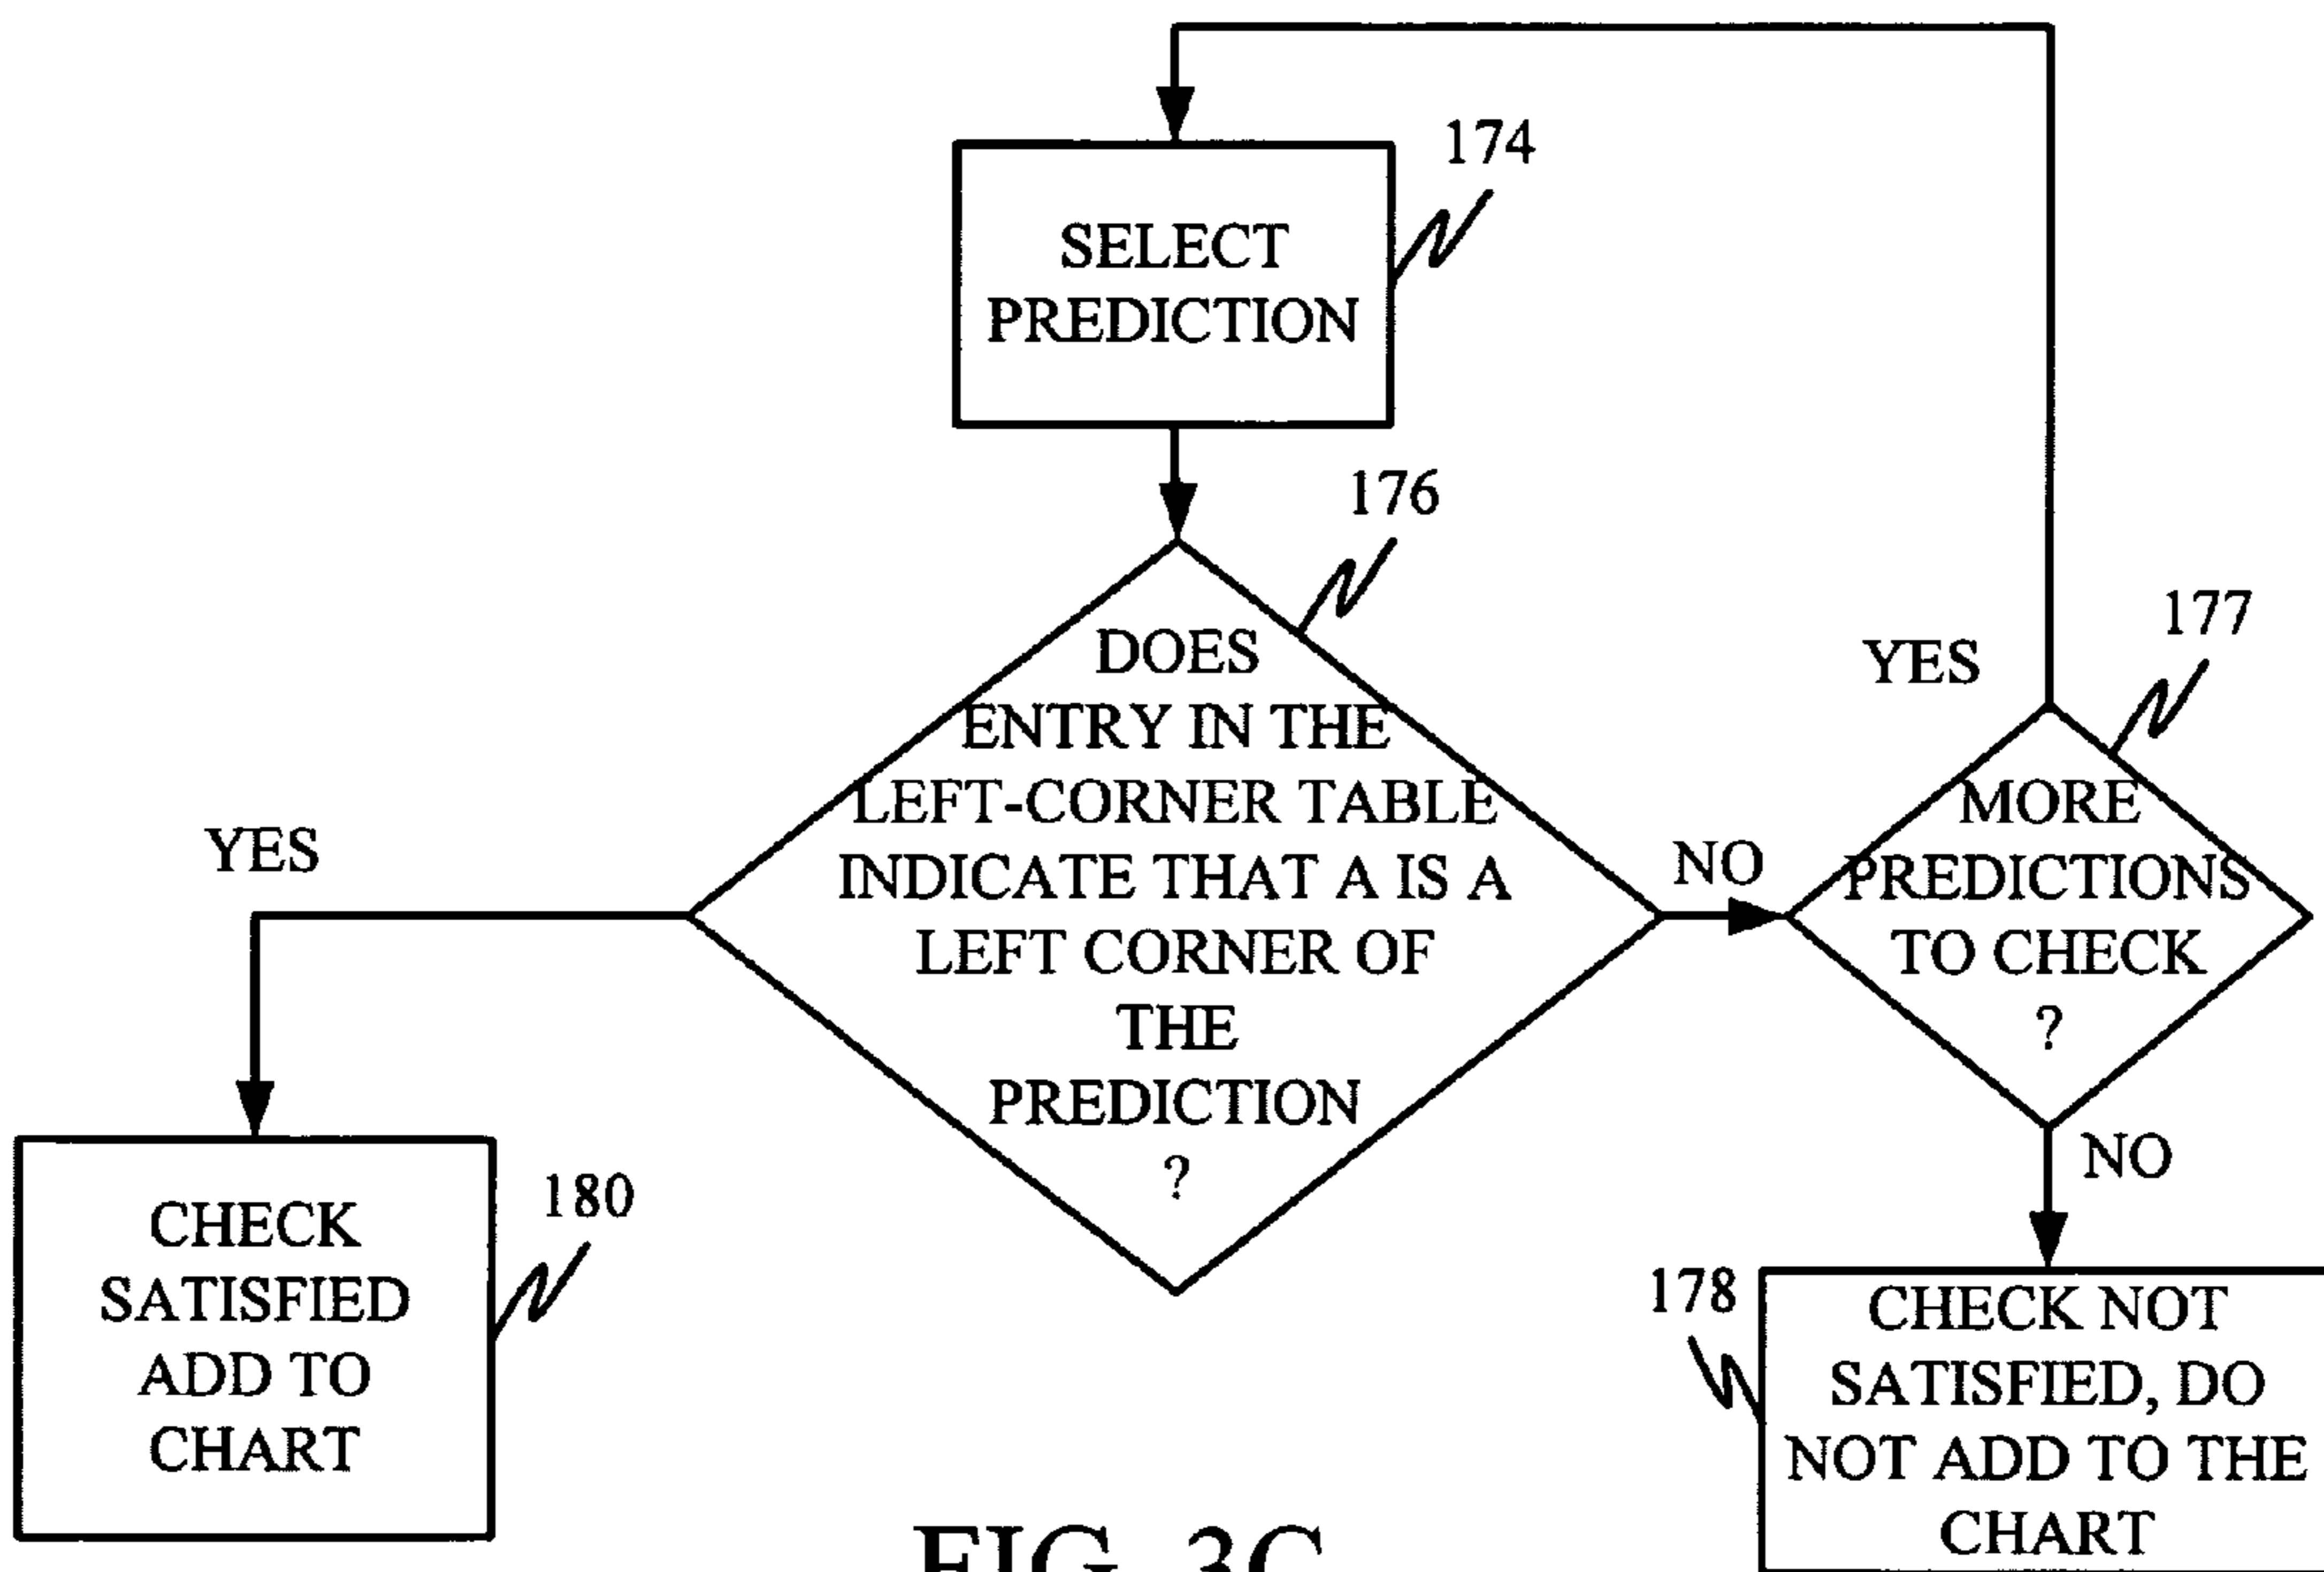 174
SELECT
PREDICTION
176
DOES
ENTRY IN THE
LEFT-CORNER TABLE
INDICATE THAT A IS A
LEFT CORNER OF
THE
PREDICTION
?
YES
NO
177
YES
MORE
PREDICTIONS
TO CHECK
?
NO
180
CHECK
SATISFIED
ADD TO
CHART
178
CHECK NOT
SATISFIED, DO
NOT ADD TO THE
CHART
FIG. 3C